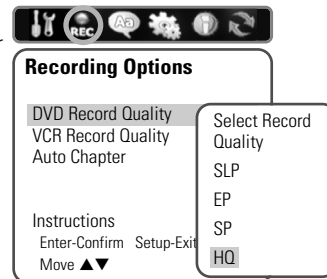 REC
Aa
i
Recording Options
DVD Record Quality
VCR Record Quality
Auto Chapter
Instructions
Enter-Confirm Setup-Exit
Move ▲▼
Select Record
Quality
SLP
EP
SP
HQ